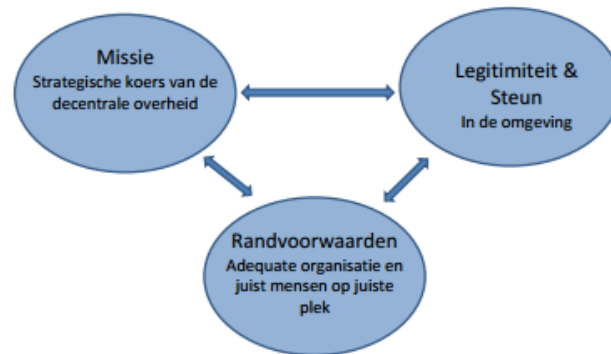 Missie
Strategische koers van de
decentrale overheid
Legitimiteit &
Steun
In de omgeving
Randvoorwaarden
Adequate organisatie en
juist mensen op juiste
plek